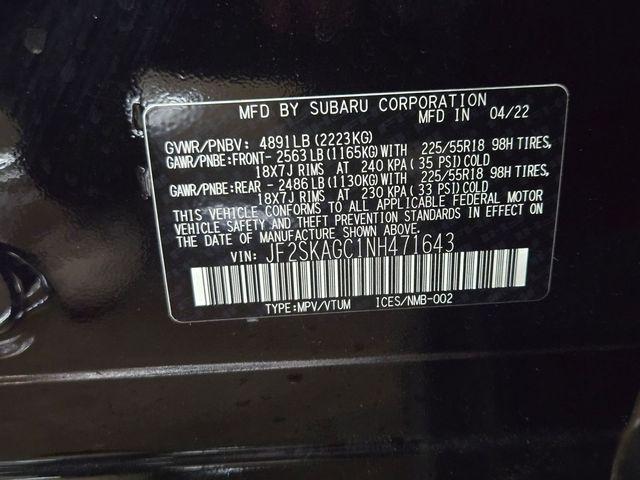 MFD BY SUBARU CORPORATION
MFD IN 04/22
GVWR/PNBV: 4891LB (2223KG)
GAWR/PNBE:FRONT- 2563LB (1165KG)WITH 225/55R18 98H TIRES,
18X7J RIMS AT 240 KPA (35 PSI)COLD
GAWR/PNBE:REAR - 2486LB (1130KG)WITH 225/55R18 98H TIRES,
18X7J RIMS AT 230 KPA (33 PSI)COLD
THIS VEHICLE CONFORMS TO ALL APPLICABLE FEDERAL MOTOR
VEHICLE SAFETY AND THEFT PREVENTION STANDARDS IN EFFECT ON
THE DATE OF MANUFACTURE SHOWN ABOVE.
VIN: JF2SKAGC1NH471643
TYPE:MPV/VTUM ICES/NMB-002